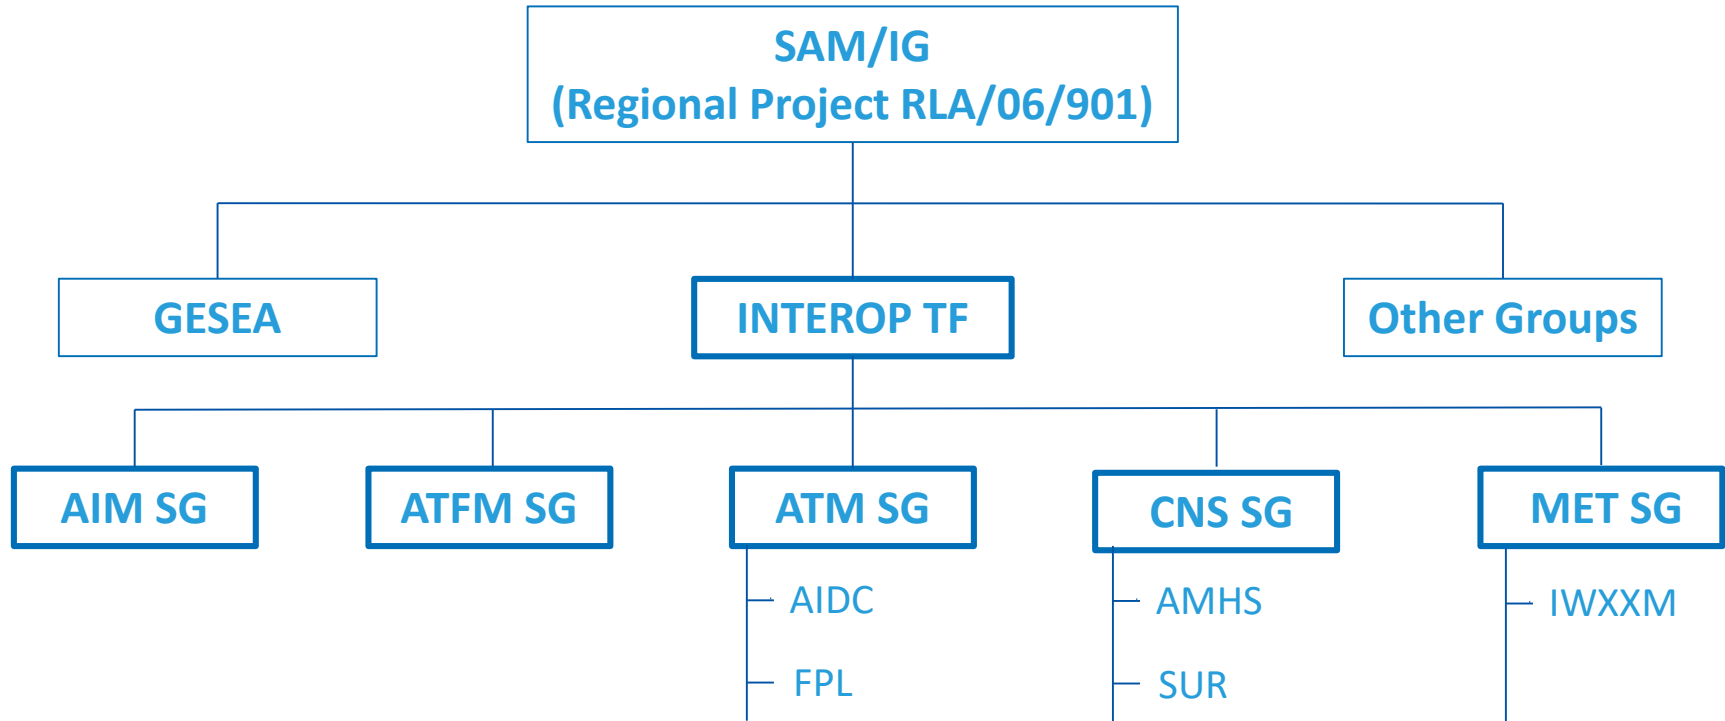 SAM/IG
(Regional Project RLA/06/901)
GESEA
INTEROP TF
Other Groups
AIM SG
ATFM SG
ATM SG
CNS SG
MET SG
AIDC
AMHS
IWXXM
FPL
SUR